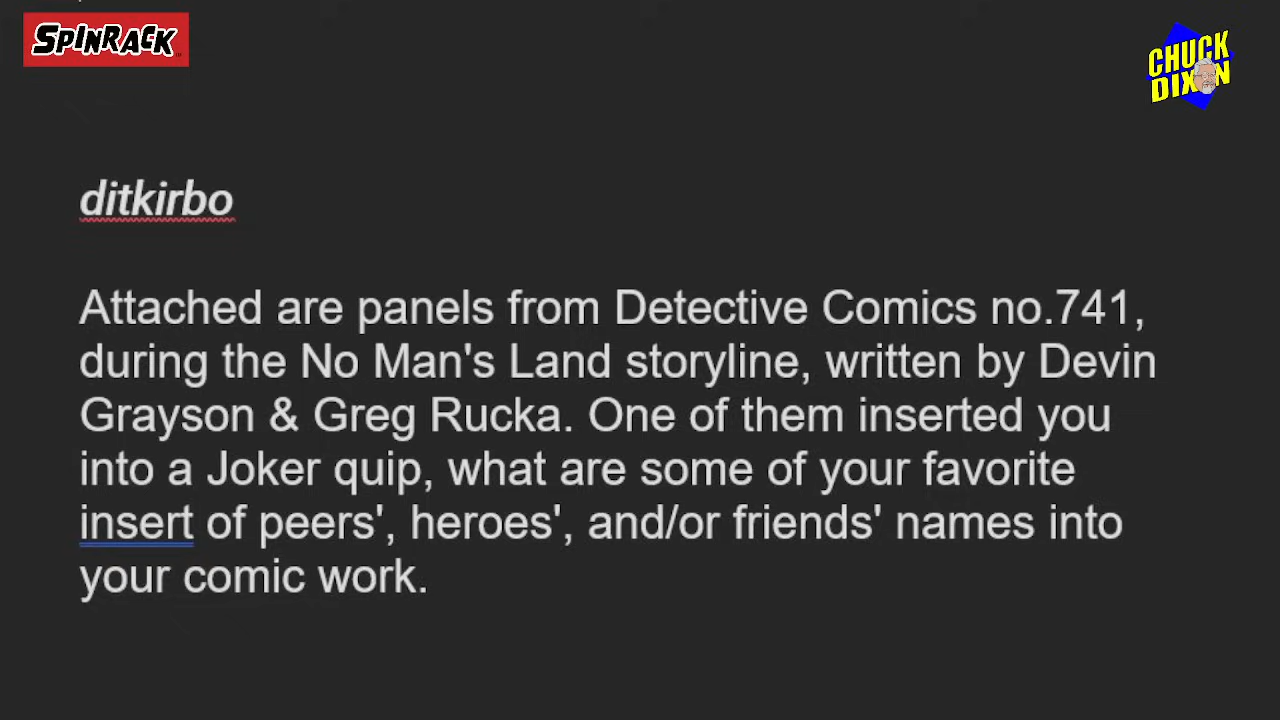 SPINRACK
CHUCK
DIXON
ditkirbo
Attached are panels from Detective Comics no.741,
during the No Man's Land storyline, written by Devin
Grayson & Greg Rucka. One of them inserted you
into a Joker quip, what are some of your favorite
insert of peers', heroes', and/or friends' names into
your comic work.